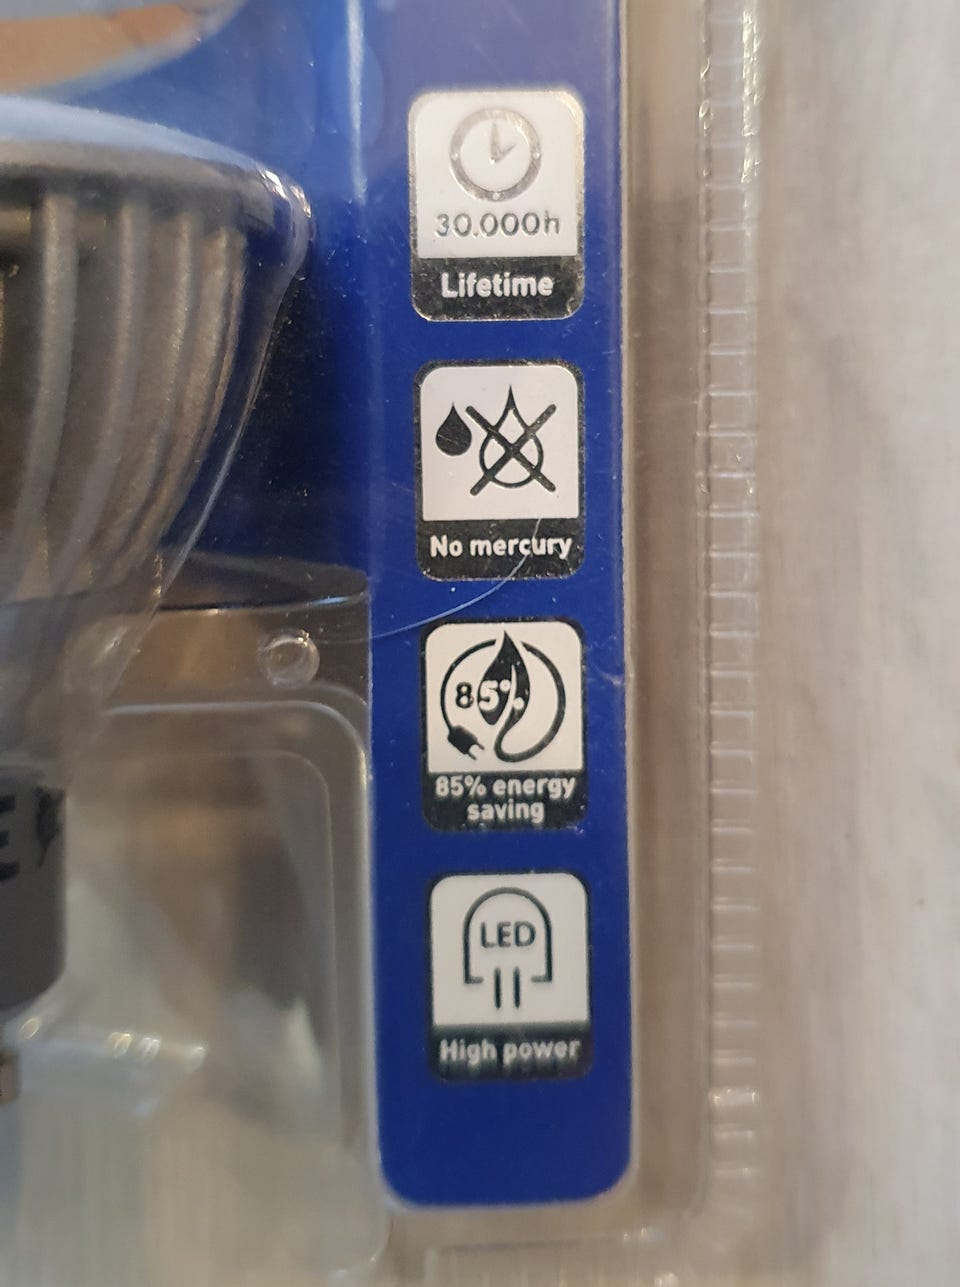 30.000h
Lifetime
No mercury
85%
85% energy
saving
LED
High power